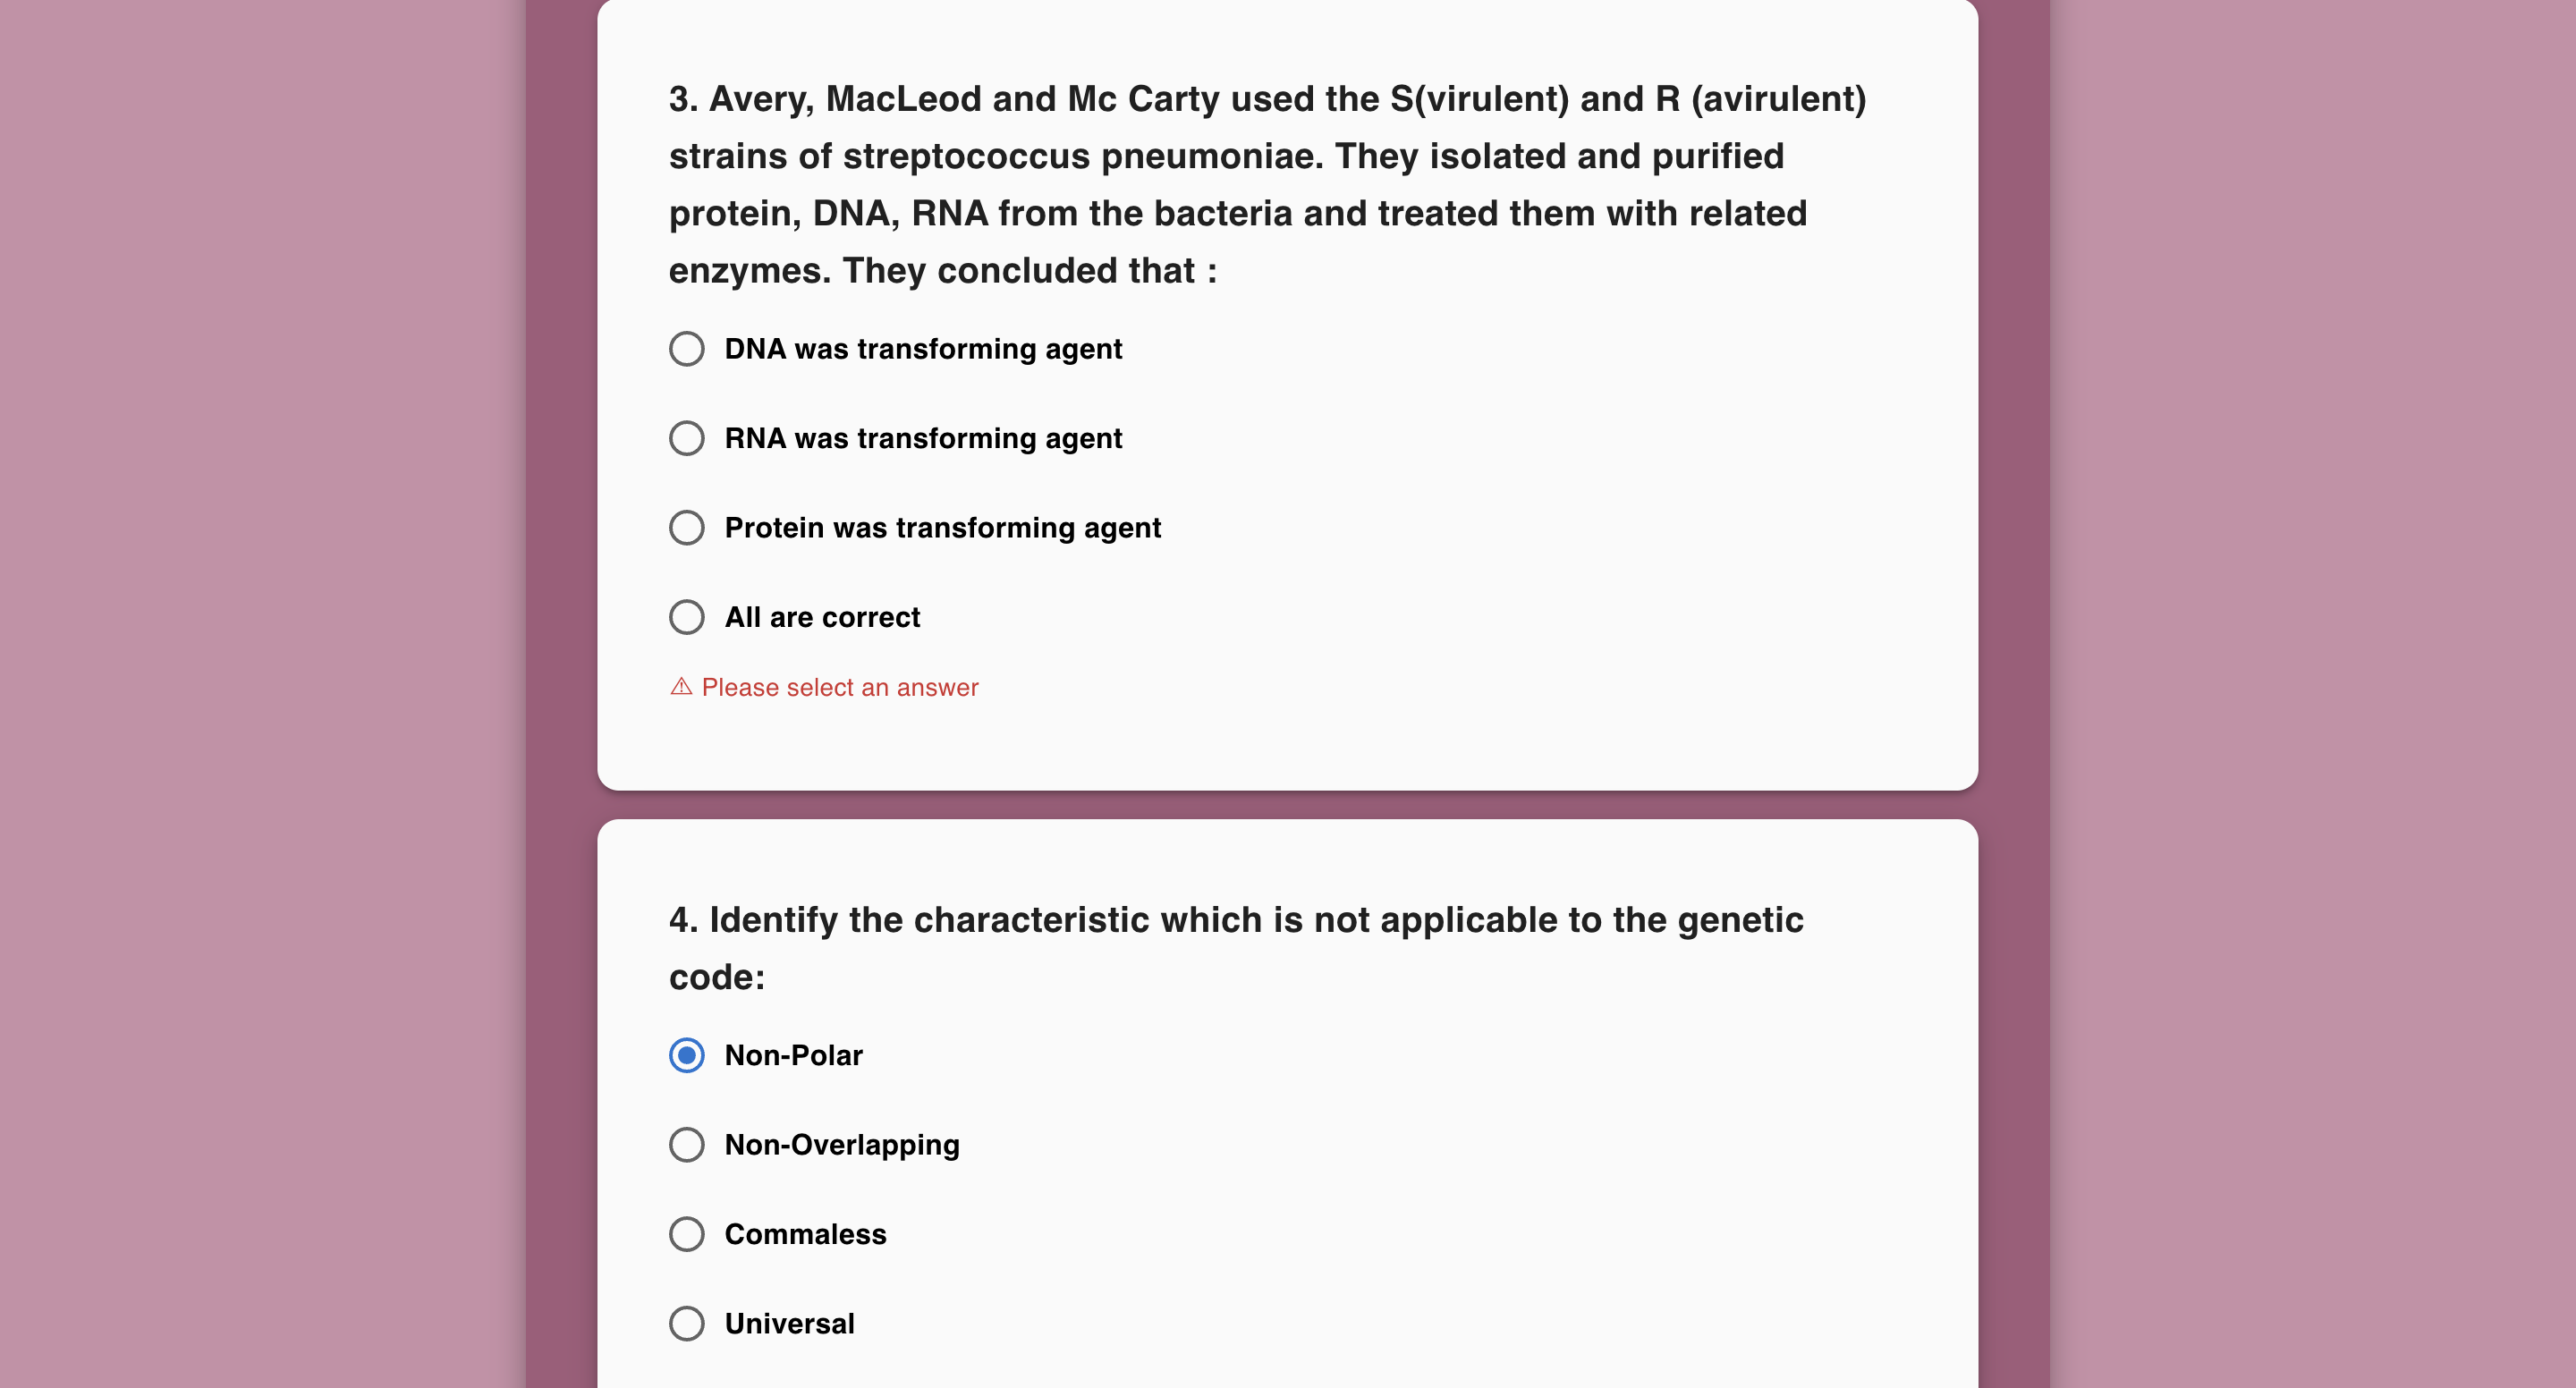 3. Avery, MacLeod and Mc Carty used the S(virulent) and R (avirulent)
strains of streptococcus pneumoniae. They isolated and purified
protein, DNA, RNA from the bacteria and treated them with related
enzymes. They concluded that :
DNA was transforming agent
RNA was transforming agent
Protein was transforming agent
All are correct
⚠ Please select an answer
4. Identify the characteristic which is not applicable to the genetic
code:
Non-Polar
Non-Overlapping
Commaless
Universal